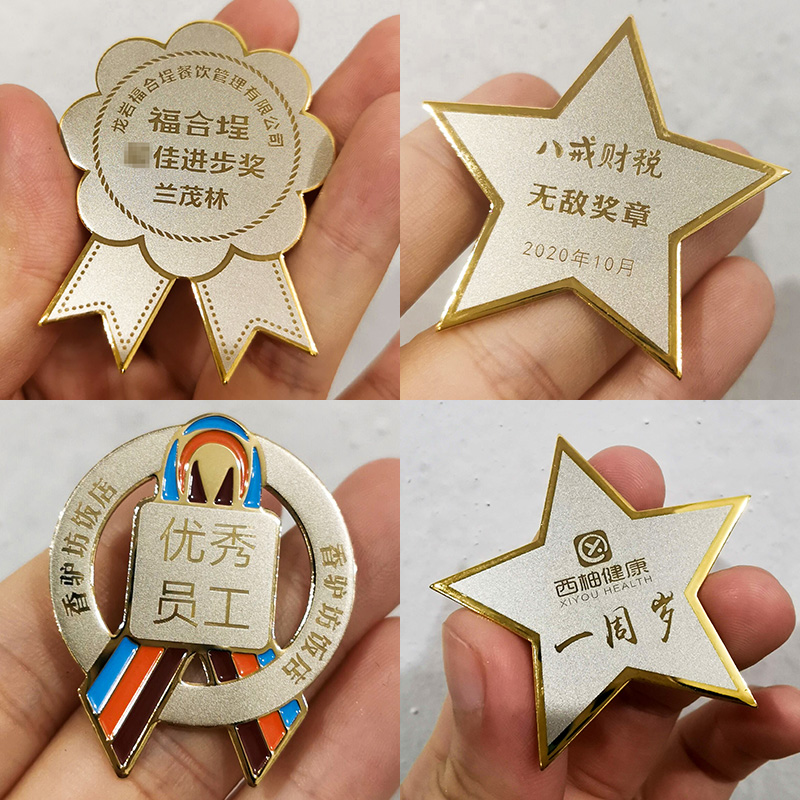 龙岩福合埕餐饮管理有限公司
福合埕
佳进步奖
兰茂林
八戒财税
无敌奖章
2020年10月
香驴坊饭店
优秀
员工
香驴坊饭店
西柚健康
XIYOU HEALTH
一周岁